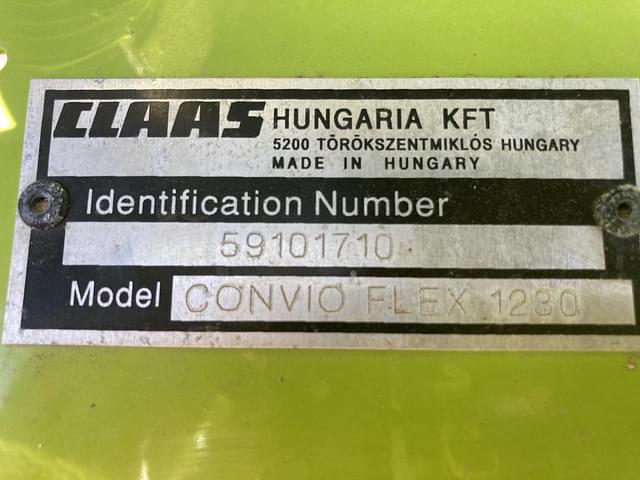 CLAAS HUNGARIA KFT
5200 TÖRÖKSZENTMIKLÓS HUNGARY
MADE IN HUNGARY
Identification Number
59101710
Model CONVIO FLEX 1230